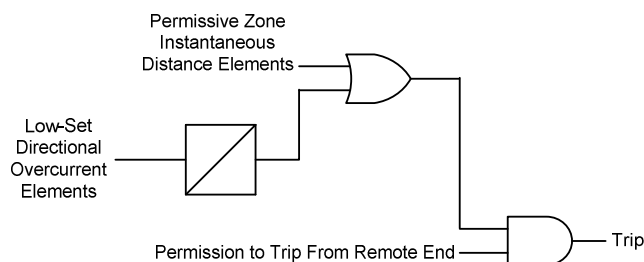 Permissive Zone
Instantaneous
Distance Elements
Low-Set
Directional
Overcurrent
Elements
Permission to Trip From Remote End
Trip